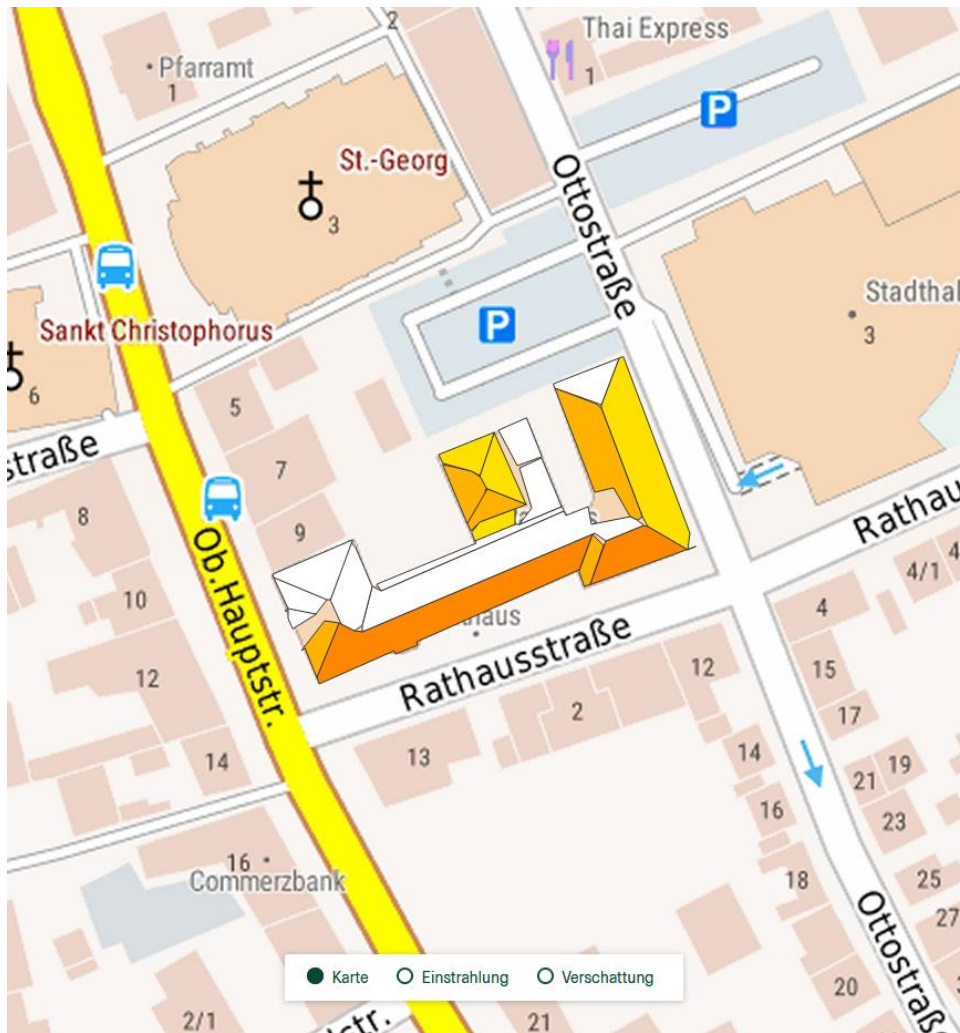 2
Thai Express
Pfarramt
1
1
P
St.-Georg
3
Ottostraße
Stadthal
3
P
Sankt Christophorus
6
5
straße
7
8
9
Rathau
4/1
4
10
Ob.Hauptstr.
haus
4
Rathausstraße
12
12
15
2
17
13
14
14
19
21
16
23
16
Commerzbank
18
25
Ottostraße
27
Karte
Einstrahlung
Verschattung
20
2/1
dstr.
21